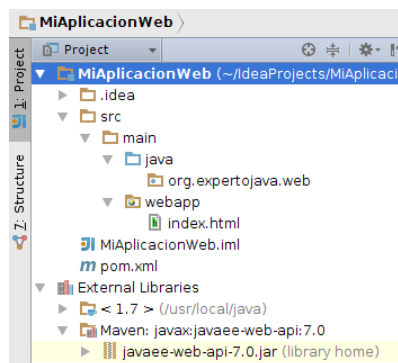 MiAplicacionWeb
Project
MiAplicacionWeb (~/IdeaProjects/MiAplicaci
.idea
src
main
java
org.expertojava.web
webapp
index.html
MiAplicacionWeb.iml
m pom.xml
External Libraries
< 1.7 > (/usr/local/java)
Maven: javax:javaee-web-api:7.0
javaee-web-api-7.0.jar (library home)
1: Project
7: Structure